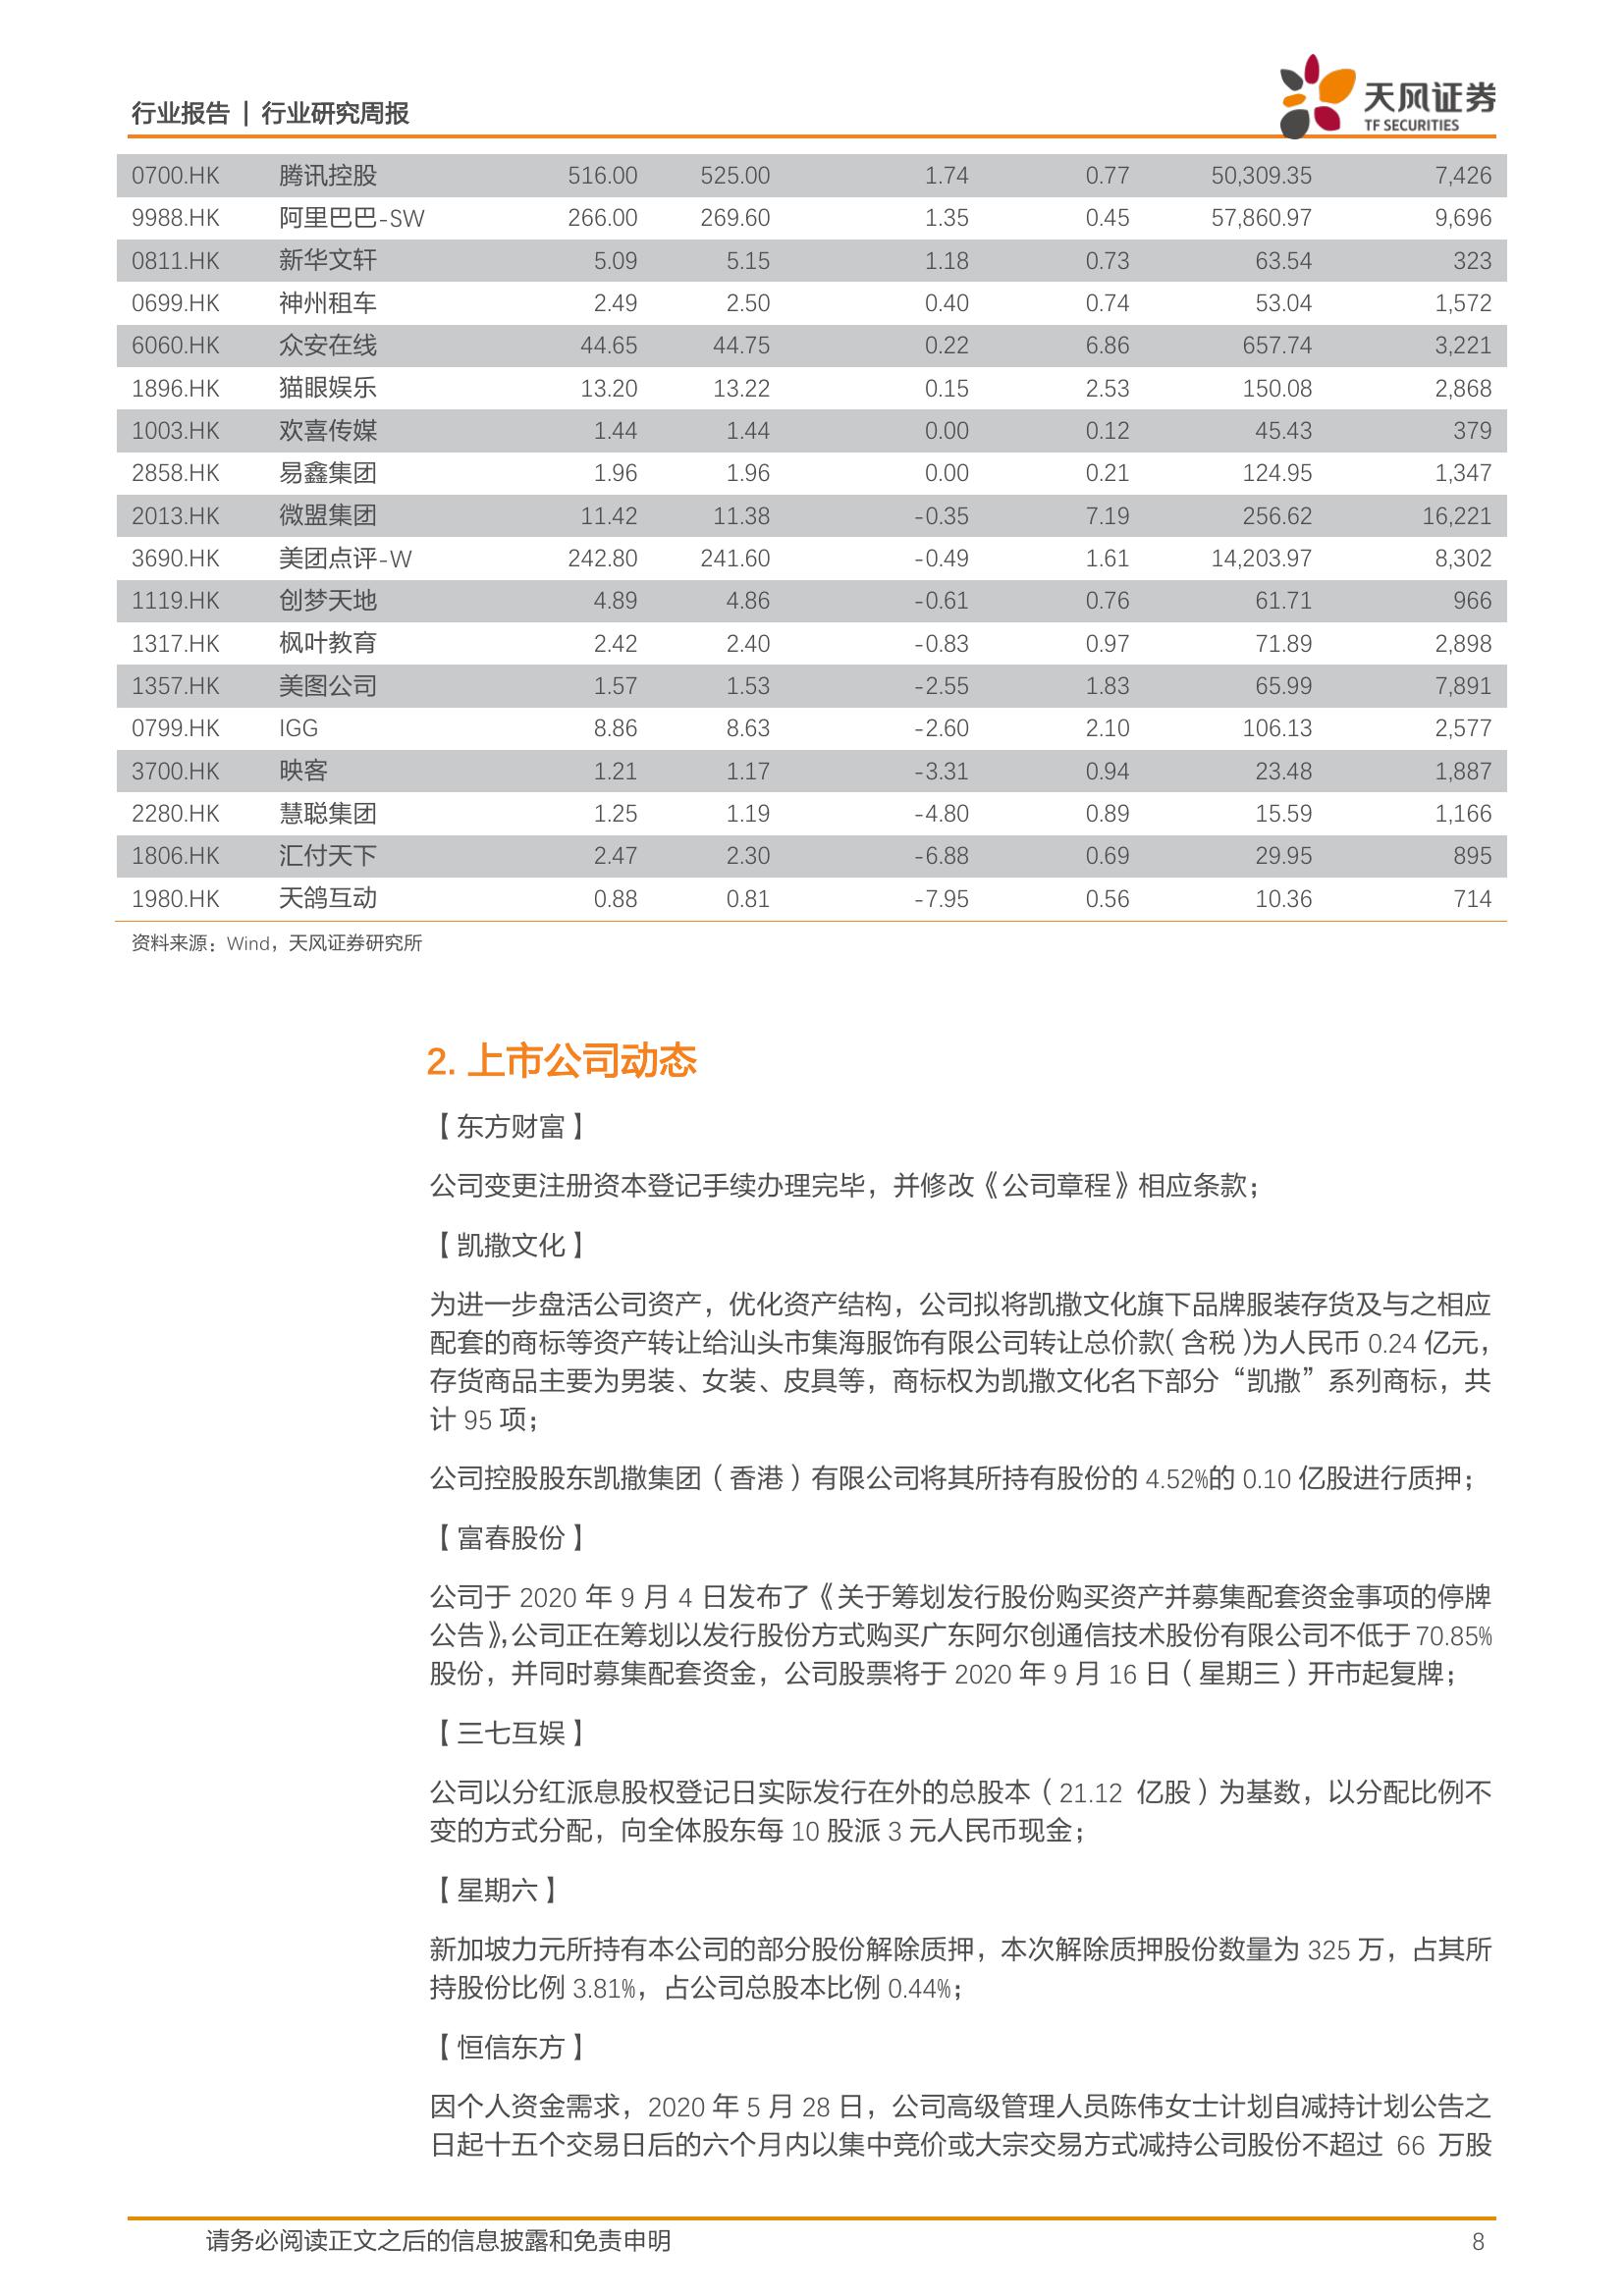 行业报告 | 行业研究周报
天风证券
TF SECURITIES
0700.HK 腾讯控股 516.00 525.00 1.74 0.77 50,309.35 7,426
9988.HK 阿里巴巴-SW 266.00 269.60 1.35 0.45 57,860.97 9,696
0811.HK 新华文轩 5.09 5.15 1.18 0.73 63.54 323
0699.HK 神州租车 2.49 2.50 0.40 0.74 53.04 1,572
6060.HK 众安在线 44.65 44.75 0.22 6.86 657.74 3,221
1896.HK 猫眼娱乐 13.20 13.22 0.15 2.53 150.08 2,868
1003.HK 欢喜传媒 1.44 1.44 0.00 0.12 45.43 379
2858.HK 易鑫集团 1.96 1.96 0.00 0.21 124.95 1,347
2013.HK 微盟集团 11.42 11.38 -0.35 7.19 256.62 16,221
3690.HK 美团点评-W 242.80 241.60 -0.49 1.61 14,203.97 8,302
1119.HK 创梦天地 4.89 4.86 -0.61 0.76 61.71 966
1317.HK 枫叶教育 2.42 2.40 -0.83 0.97 71.89 2,898
1357.HK 美图公司 1.57 1.53 -2.55 1.83 65.99 7,891
0799.HK IGG 8.86 8.63 -2.60 2.10 106.13 2,577
3700.HK 映客 1.21 1.17 -3.31 0.94 23.48 1,887
2280.HK 慧聪集团 1.25 1.19 -4.80 0.89 15.59 1,166
1806.HK 汇付天下 2.47 2.30 -6.88 0.69 29.95 895
1980.HK 天鸽互动 0.88 0.81 -7.95 0.56 10.36 714
资料来源：Wind，天风证券研究所
2. 上市公司动态
【东方财富】
公司变更注册资本登记手续办理完毕，并修改《公司章程》相应条款；
【凯撒文化】
为进一步盘活公司资产，优化资产结构，公司拟将凯撒文化旗下品牌服装存货及与之相应
配套的商标等资产转让给汕头市集海服饰有限公司转让总价款（含税）为人民币 0.24 亿元，
存货商品主要为男装、女装、皮具等，商标权为凯撒文化名下部分“凯撒”系列商标，共
计 95 项；
公司控股股东凯撒集团（香港）有限公司将其所持有股份的 4.52%的 0.10 亿股进行质押；
【富春股份】
公司于 2020 年 9 月 4 日发布了《关于筹划发行股份购买资产并募集配套资金事项的停牌
公告》，公司正在筹划以发行股份方式购买广东阿尔创通信技术股份有限公司不低于 70.85%
股份，并同时募集配套资金，公司股票将于 2020 年 9 月 16 日（星期三）开市起复牌；
【三七互娱】
公司以分红派息股权登记日实际发行在外的总股本（21.12 亿股）为基数，以分配比例不
变的方式分配，向全体股东每 10 股派 3 元人民币现金；
【星期六】
新加坡力元所持有本公司的部分股份解除质押，本次解除质押股份数量为 325 万，占其所
持股份比例 3.81%，占公司总股本比例 0.44%；
【恒信东方】
因个人资金需求，2020 年 5 月 28 日，公司高级管理人员陈伟女士计划自减持计划公告之
日起十五个交易日后的六个月内以集中竞价或大宗交易方式减持公司股份不超过 66 万股
请务必阅读正文之后的信息披露和免责申明 8